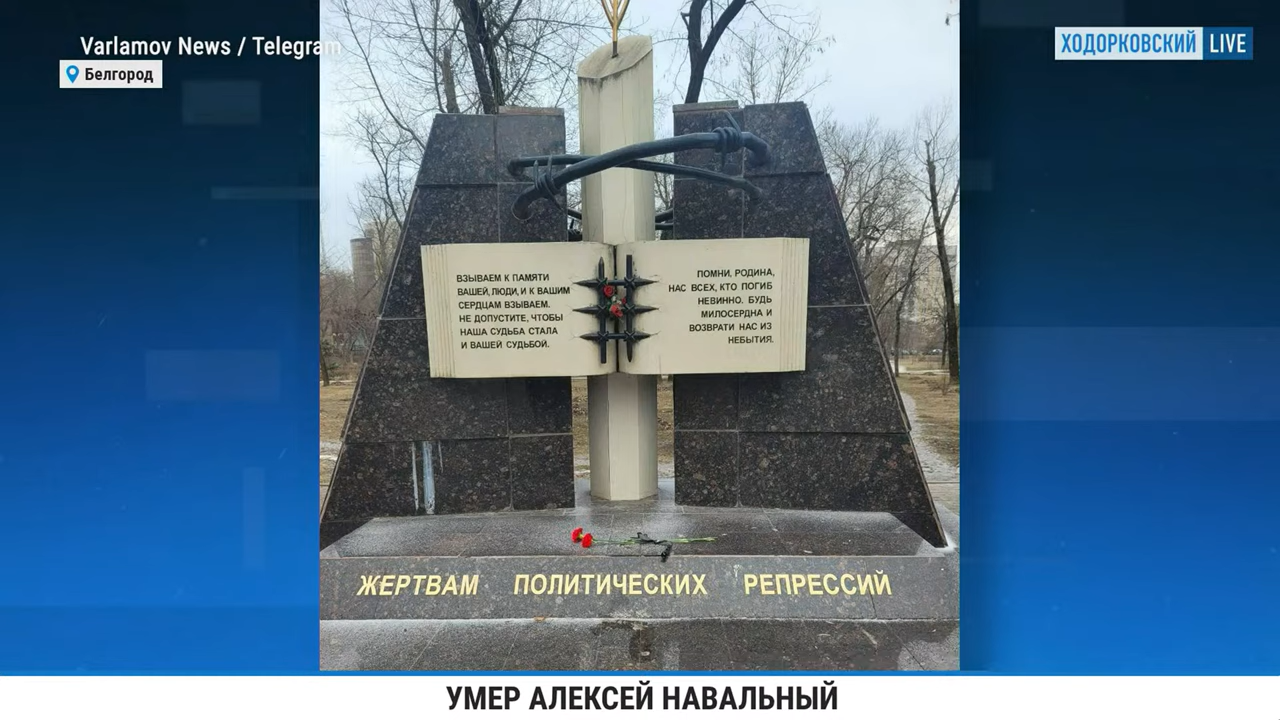 Varlamov News / Telegram
Белгород
ХОДОРКОВСКИЙ LIVE
ВЗЫВАЕМ К ПАМЯТИ
ВАШЕЙ, ЛЮДИ, И К ВАШИМ
СЕРДЦАМ ВЗЫВАЕМ.
НЕ ДОПУСТИТЕ, ЧТОБЫ
НАША СУДЬБА СТАЛА
И ВАШЕЙ СУДЬБОЙ.
ПОМНИ, РОДИНА,
НАС ВСЕХ, КТО ПОГИБ
НЕВИННО. БУДЬ
МИЛОСЕРДНА И
ВОЗВРАТИ НАС ИЗ
НЕБЫТИЯ.
ЖЕРТВАМ ПОЛИТИЧЕСКИХ РЕПРЕССИЙ
УМЕР АЛЕКСЕЙ НАВАЛЬНЫЙ